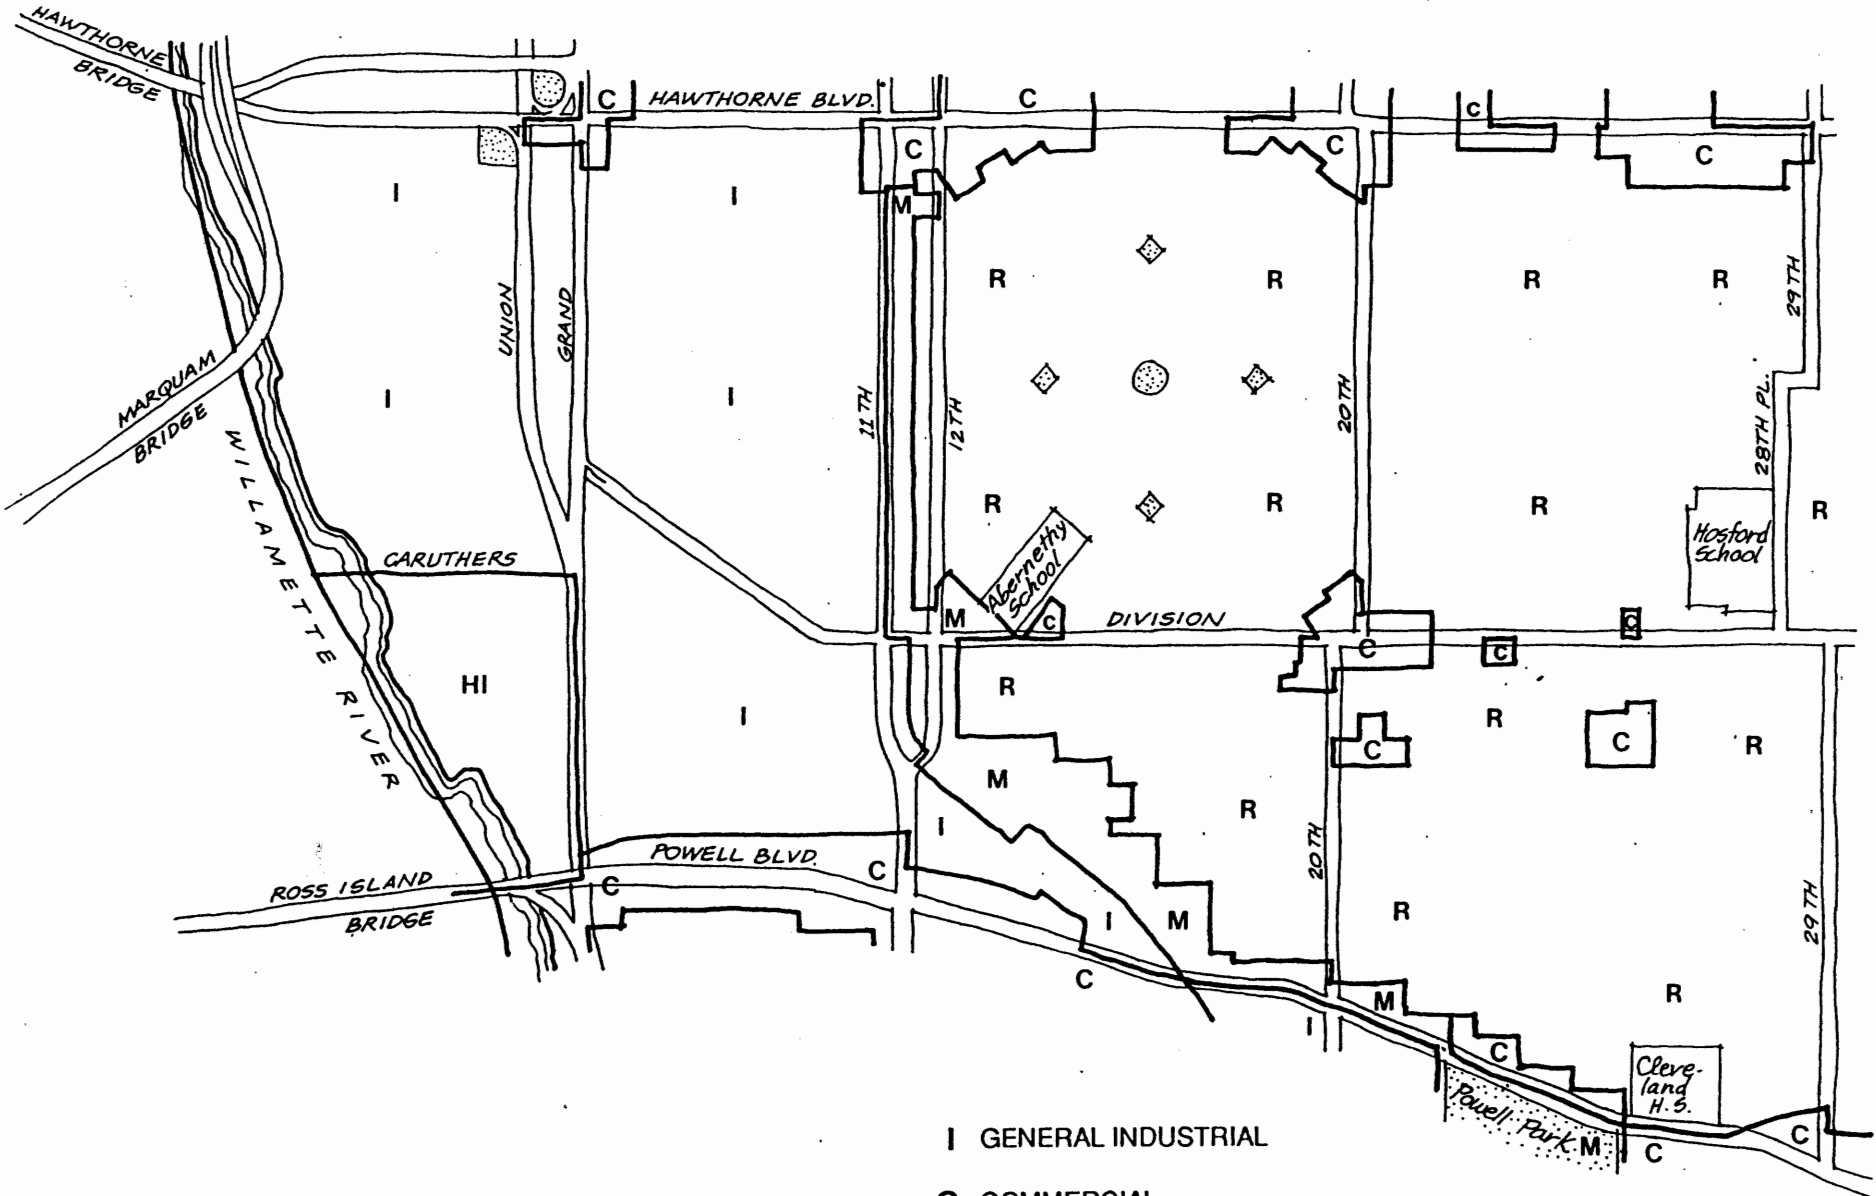 HAWTHORNE
BRIDGE
C
HAWTHORNE BLVD.
C
C
C
C
C
I
I
M
R
R
R
R
UNION
GRAND
29TH
MARQUAM
BRIDGE
I
I
11TH
12TH
20TH
28TH PL.
WILLAMETTE RIVER
R
R
R
R
Hosford
School
CARUTHERS
Abernethy
School
M
C
DIVISION
C
C
C
HI
I
R
R
C
C
R
M
R
I
20TH
POWELL BLVD.
C
C
ROSS ISLAND
BRIDGE
I
M
R
29TH
C
M
R
I
C
Cleve-
land
H.S.
Powell Park
M
C
C
I GENERAL INDUSTRIAL
C COMMERCIAL